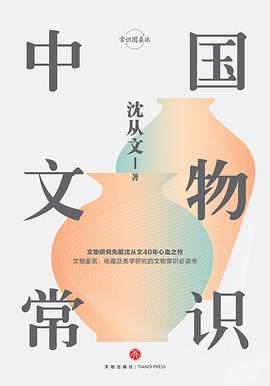 常识圆桌派
中国文物常识
沈从文 著
文物研究先驱沈从文40年心血之作
文物鉴赏、收藏及美学研究的文物常识必读书
天地出版社 | TIANDI PRESS